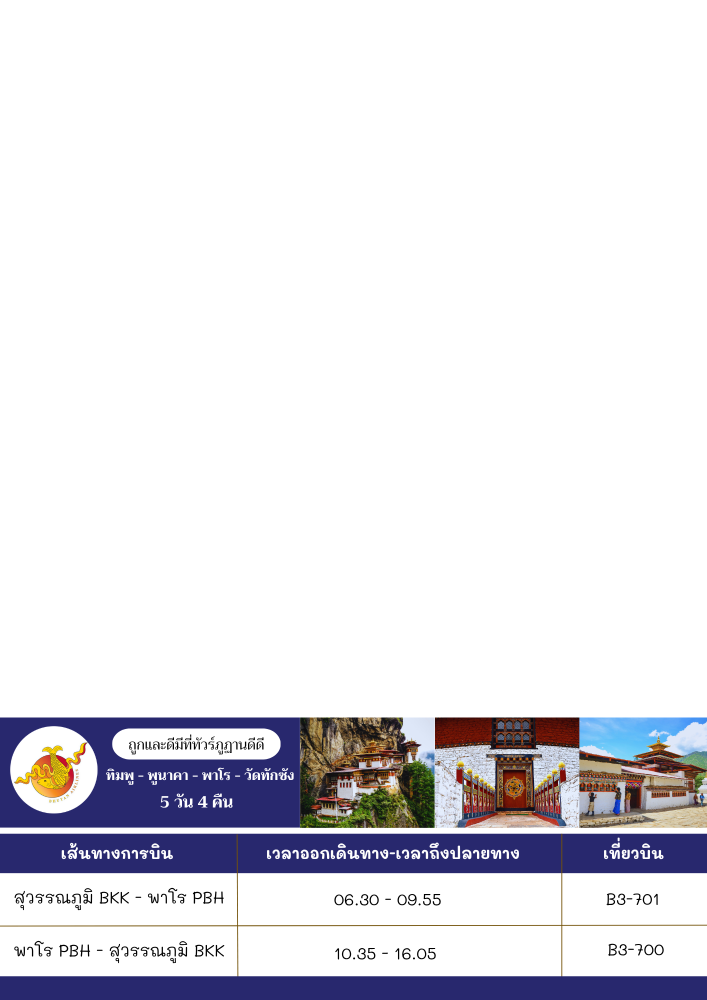 ถูกและดีมีที่ทัวร์ภูฏานดีดี
ทิมพู - พูนาคา - พาโร - วัดทักซัง
5 วัน 4 คืน
BHUTAN AIRLINES
เส้นทางการบิน เวลาออกเดินทาง-เวลาถึงปลายทาง เที่ยวบิน
สุวรรณภูมิ BKK - พาโร PBH 06.30 - 09.55 B3-701
พาโร PBH - สุวรรณภูมิ BKK 10.35 - 16.05 B3-700